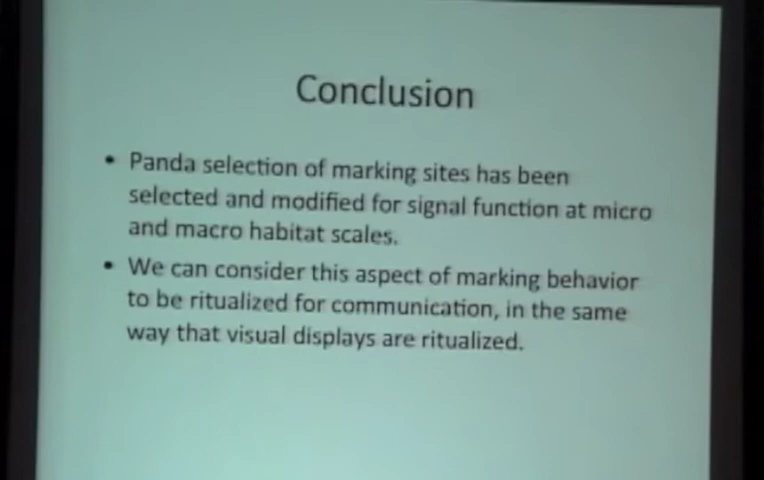 Conclusion
• Panda selection of marking sites has been
selected and modified for signal function at micro
and macro habitat scales.
• We can consider this aspect of marking behavior
to be ritualized for communication, in the same
way that visual displays are ritualized.